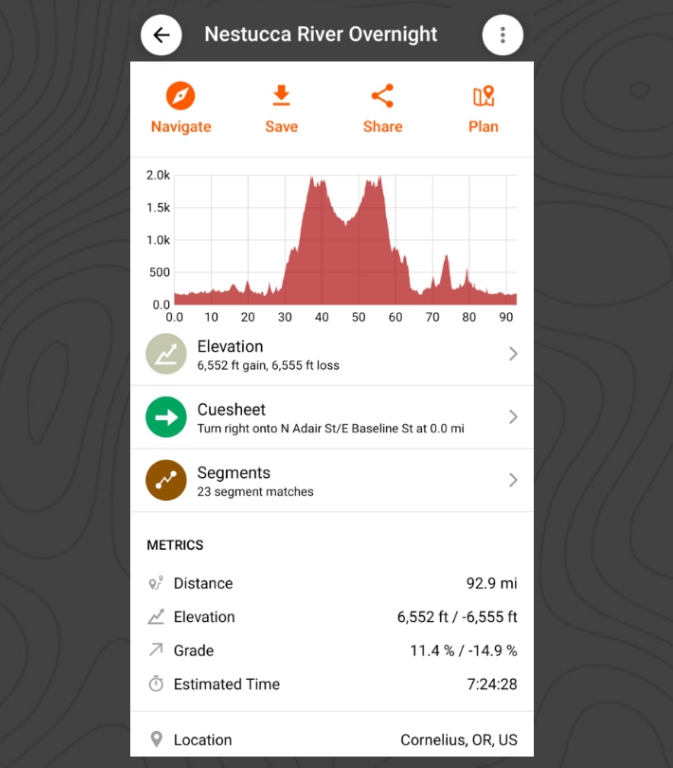 Nestucca River Overnight
Navigate Save Share Plan
2.0k
1.5k
1.0k
500
0.0
0.0 10 20 30 40 50 60 70 80 90
Elevation
6,552 ft gain, 6,555 ft loss
Cuesheet
Turn right onto N Adair St/E Baseline St at 0.0 mi
Segments
23 segment matches
METRICS
Distance 92.9 mi
Elevation 6,552 ft / -6,555 ft
Grade 11.4 % / -14.9 %
Estimated Time 7:24:28
Location Cornelius, OR, US